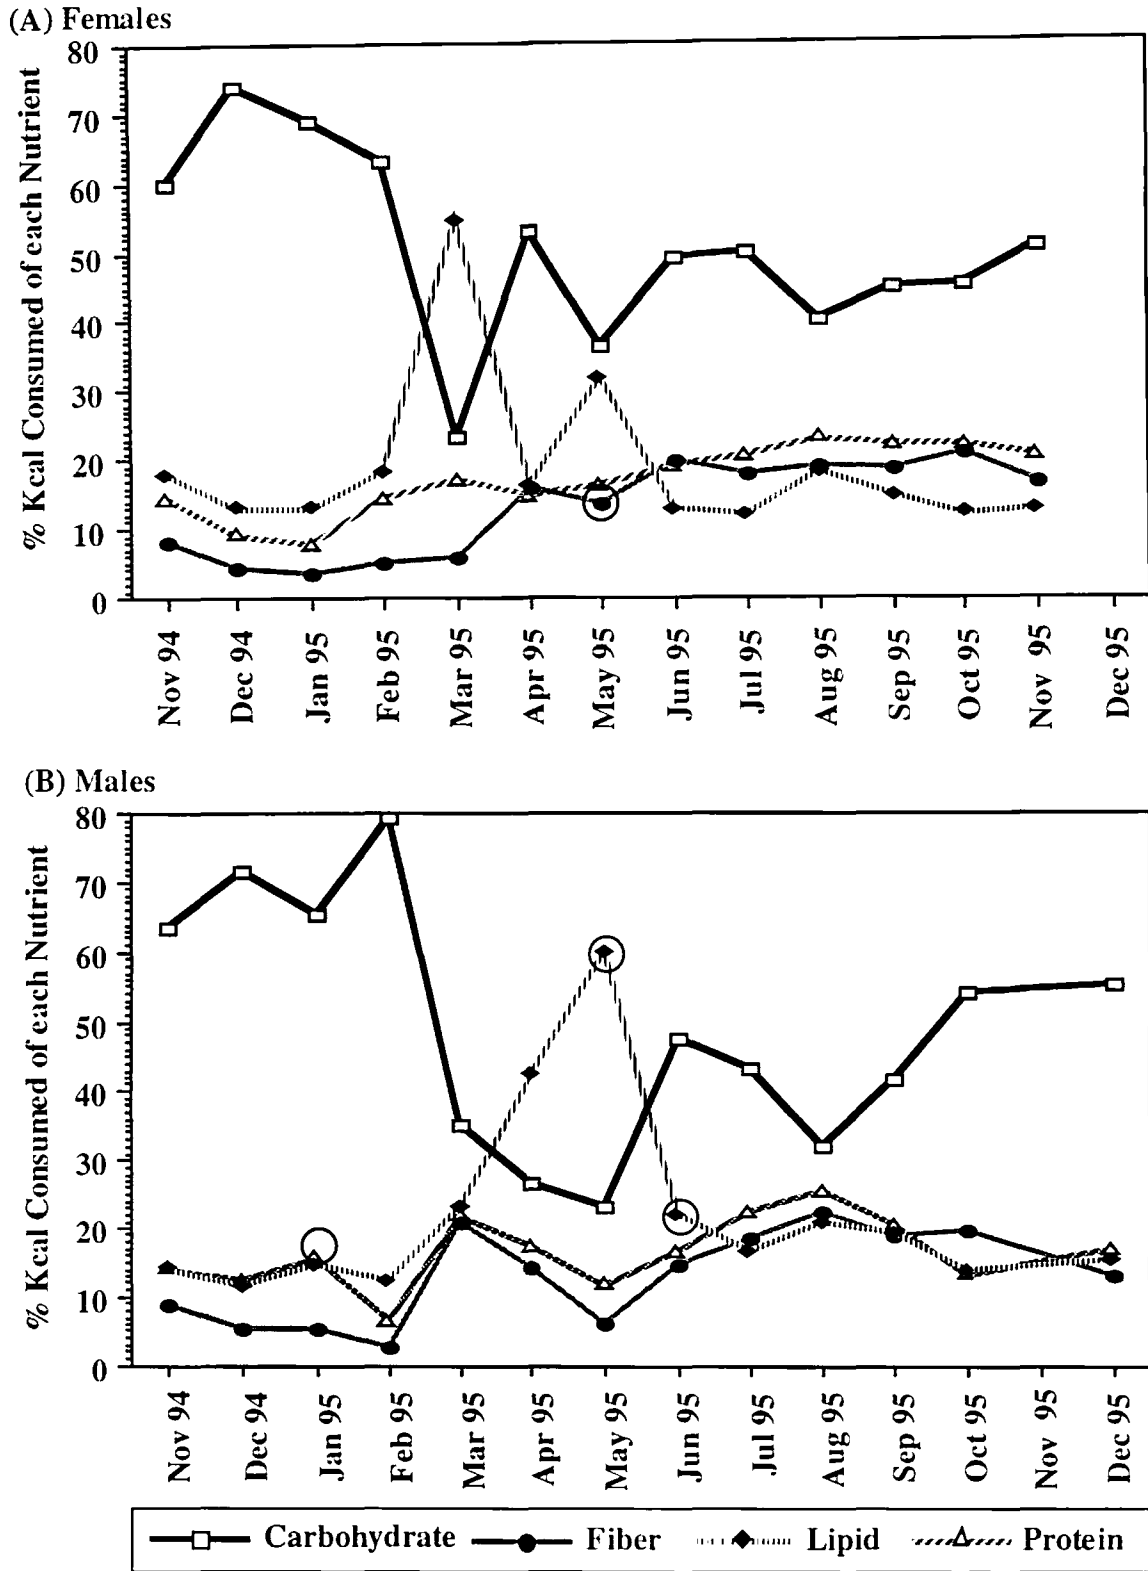 (A) Females
% Kcal Consumed of each Nutrient
80
70
60
50
40
30
20
10
0
Nov 94
Dec 94
Jan 95
Feb 95
Mar 95
Apr 95
May 95
Jun 95
Jul 95
Aug 95
Sep 95
Oct 95
Nov 95
Dec 95
(B) Males
% Kcal Consumed of each Nutrient
80
70
60
50
40
30
20
10
0
Nov 94
Dec 94
Jan 95
Feb 95
Mar 95
Apr 95
May 95
Jun 95
Jul 95
Aug 95
Sep 95
Oct 95
Nov 95
Dec 95
Carbohydrate Fiber Lipid Protein